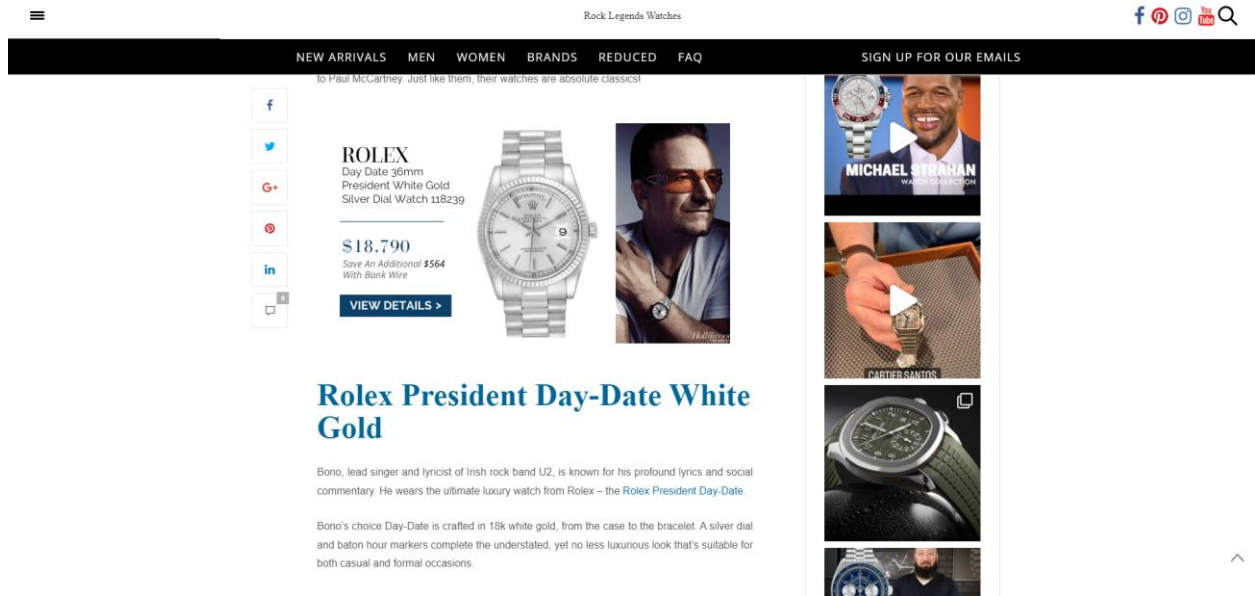 Rock Legends Watches
You
Tube
NEW ARRIVALS MEN WOMEN BRANDS REDUCED FAQ SIGN UP FOR OUR EMAILS
to Paul McCartney. Just like them, their watches are absolute classics!
ROLEX
Day Date 36mm
President White Gold
Silver Dial Watch 118239
$18,790
Save An Additional $564
With Bank Wire
VIEW DETAILS >
9
G+
in
Rolex President Day-Date White
Gold
Bono, lead singer and lyricist of Irish rock band U2, is known for his profound lyrics and social
commentary. He wears the ultimate luxury watch from Rolex – the Rolex President Day-Date.
Bono's choice Day-Date is crafted in 18k white gold, from the case to the bracelet. A silver dial
and baton hour markers complete the understated, yet no less luxurious look that's suitable for
both casual and formal occasions.
MICHAEL STRAHAN
WATCH COLLECTION
CARTIER SANTOS